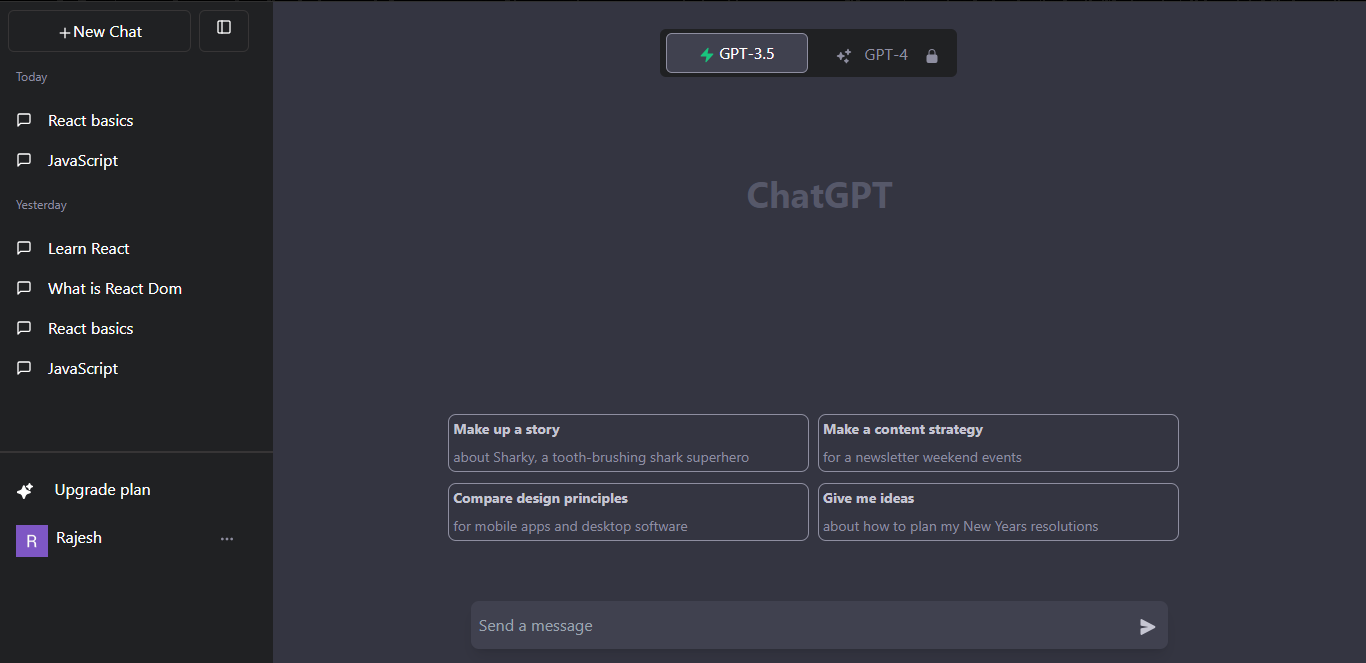 +New Chat
Today
React basics
JavaScript
Yesterday
Learn React
What is React Dom
React basics
JavaScript
Upgrade plan
R
Rajesh
...
GPT-3.5
GPT-4
ChatGPT
Make up a story
about Sharky, a tooth-brushing shark superhero
Make a content strategy
for a newsletter weekend events
Compare design principles
for mobile apps and desktop software
Give me ideas
about how to plan my New Years resolutions
Send a message